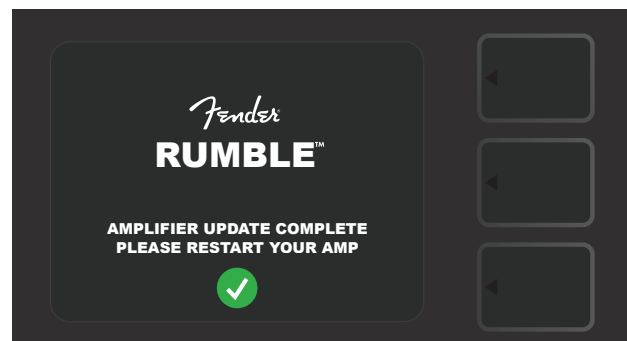 Fender
RUMBLE™
AMPLIFIER UPDATE COMPLETE
PLEASE RESTART YOUR AMP